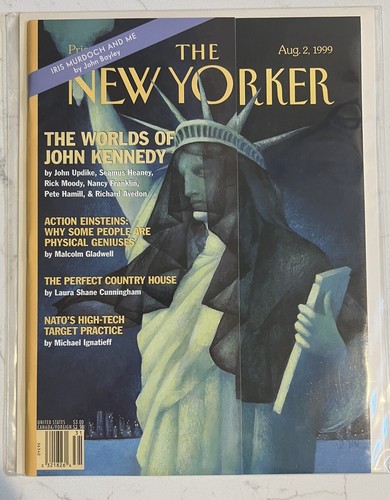 IRIS MURDOCH AND ME
by John Bayley
THE
Aug. 2, 1999
NEW YORKER
THE WORLDS OF
JOHN KENNEDY
by John Updike, Seamus Heaney,
Rick Moody, Nancy Franklin,
Pete Hamill, & Richard Avedon
ACTION EINSTEINS:
WHY SOME PEOPLE ARE
PHYSICAL GENIUSES
by Malcolm Gladwell
THE PERFECT COUNTRY HOUSE
by Laura Shane Cunningham
NATO'S HIGH-TECH
TARGET PRACTICE
by Michael Ignatieff
UNITED STATES $3.00
CANADA/FOREIGN
31